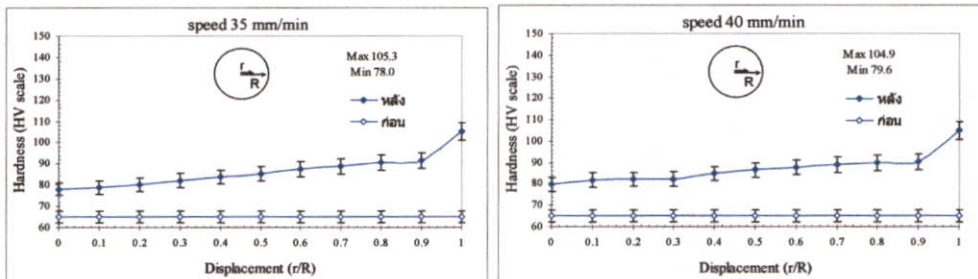 speed 35 mm/min
Hardness (HV scale)
150
140
130
120
110
100
90
80
70
60
r
R
Max 105.3
Min 78.0
หลัง
ก่อน
0 0.1 0.2 0.3 0.4 0.5 0.6 0.7 0.8 0.9 1
Displacement (r/R)
speed 40 mm/min
Hardness (HV scale)
150
140
130
120
110
100
90
80
70
60
r
R
Max 104.9
Min 79.6
หลัง
ก่อน
0 0.1 0.2 0.3 0.4 0.5 0.6 0.7 0.8 0.9 1
Displacement (r/R)